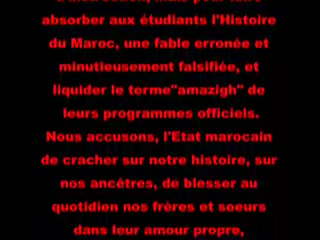 absorber aux étudiants l'Histoire
du Maroc, une fable erronée et
minutieusement falsifiée, et
liquider le terme"amazigh" de
leurs programmes officiels.
Nous accusons, l'Etat marocain
de cracher sur notre histoire, sur
nos ancêtres, de blesser au
quotidien nos frères et soeurs
dans leur amour propre,